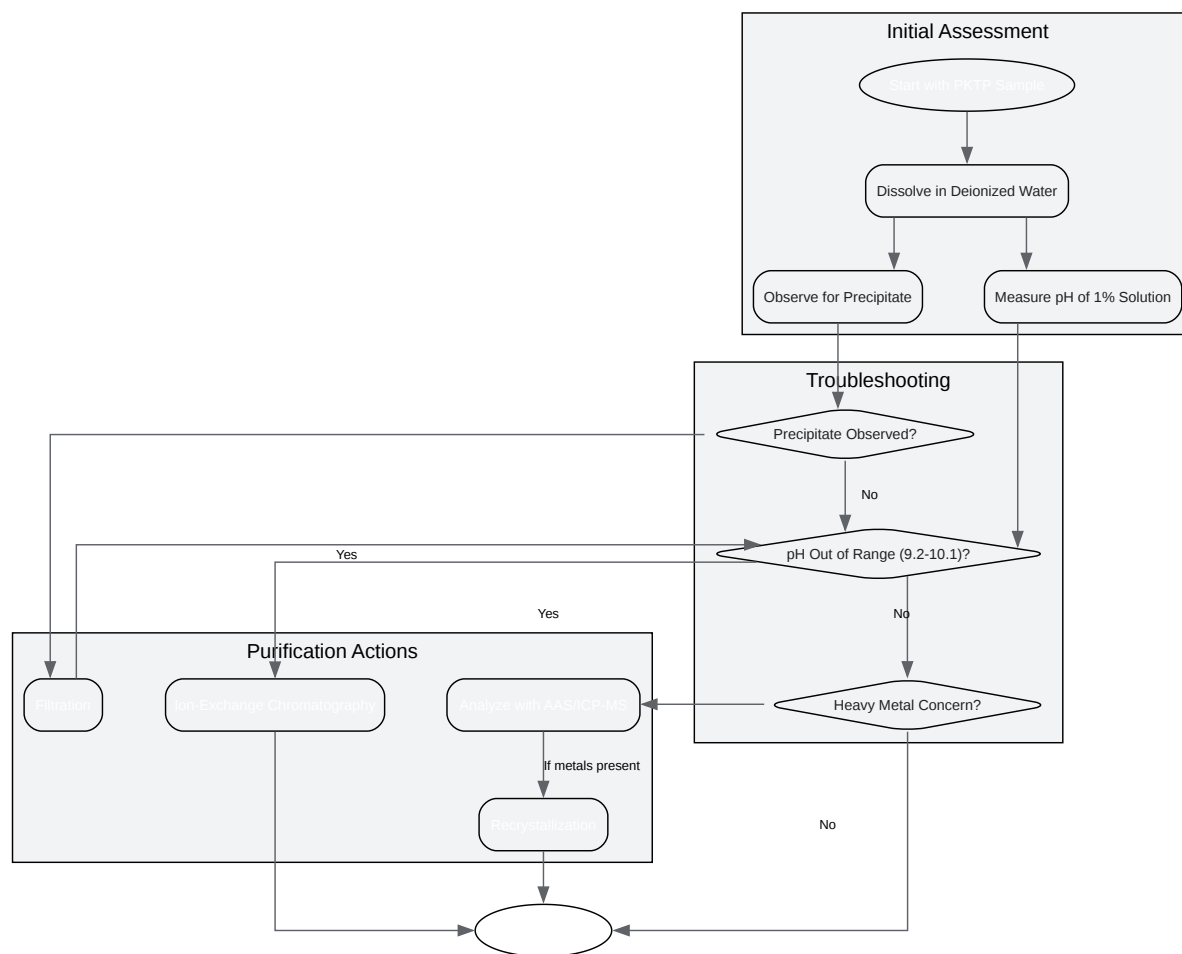 Initial Assessment
Start with PKTP Sample
Dissolve in Deionized Water
Observe for Precipitate
Measure pH of 1% Solution
Troubleshooting
Precipitate Observed?
No
pH Out of Range (9.2-10.1)?
Yes
Yes
No
Purification Actions
Filtration
Ion-Exchange Chromatography
Analyze with AAS/ICP-MS
Heavy Metal Concern?
If metals present
Recrystallization
No